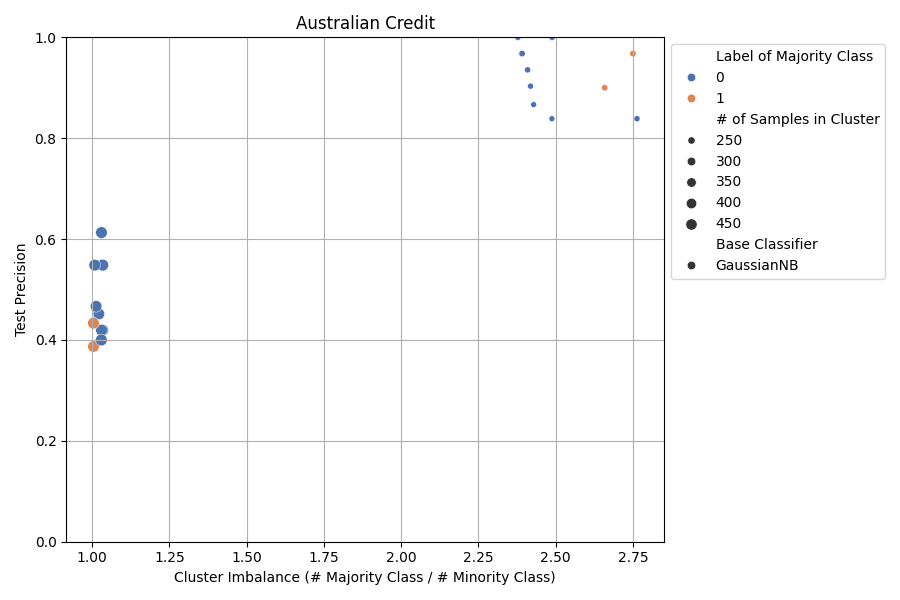 Australian Credit
1.0
0.8
0.6
0.4
0.2
0.0
Test Precision
1.00 1.25 1.50 1.75 2.00 2.25 2.50 2.75
Cluster Imbalance (# Majority Class / # Minority Class)
Label of Majority Class
0
1
# of Samples in Cluster
250
300
350
400
450
Base Classifier
GaussianNB